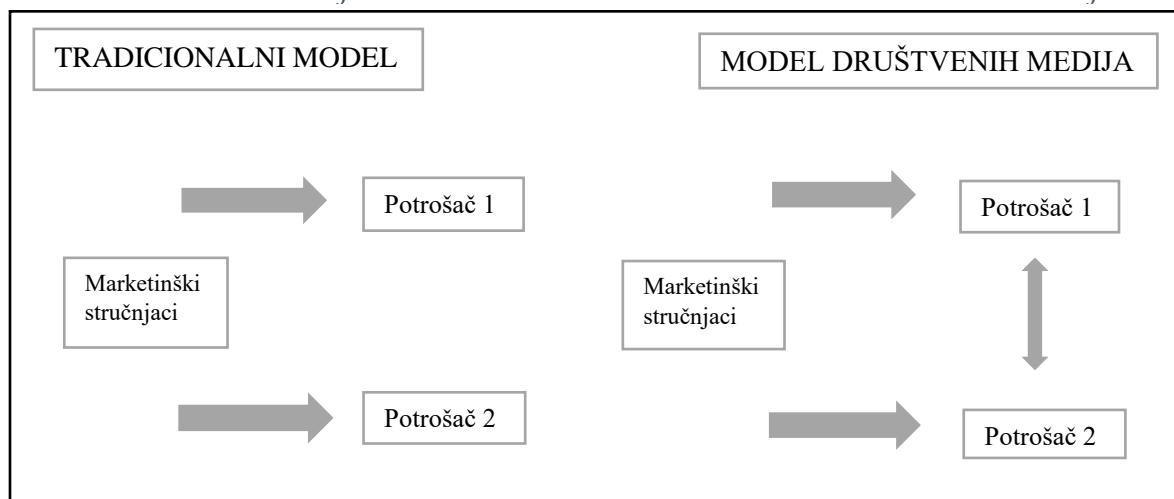 TRADICIONALNI MODEL
Potrošač 1
Marketinški
stručnjaci
Potrošač 2
MODEL DRUŠTVENIH MEDIJA
Potrošač 1
Marketinški
stručnjaci
Potrošač 2